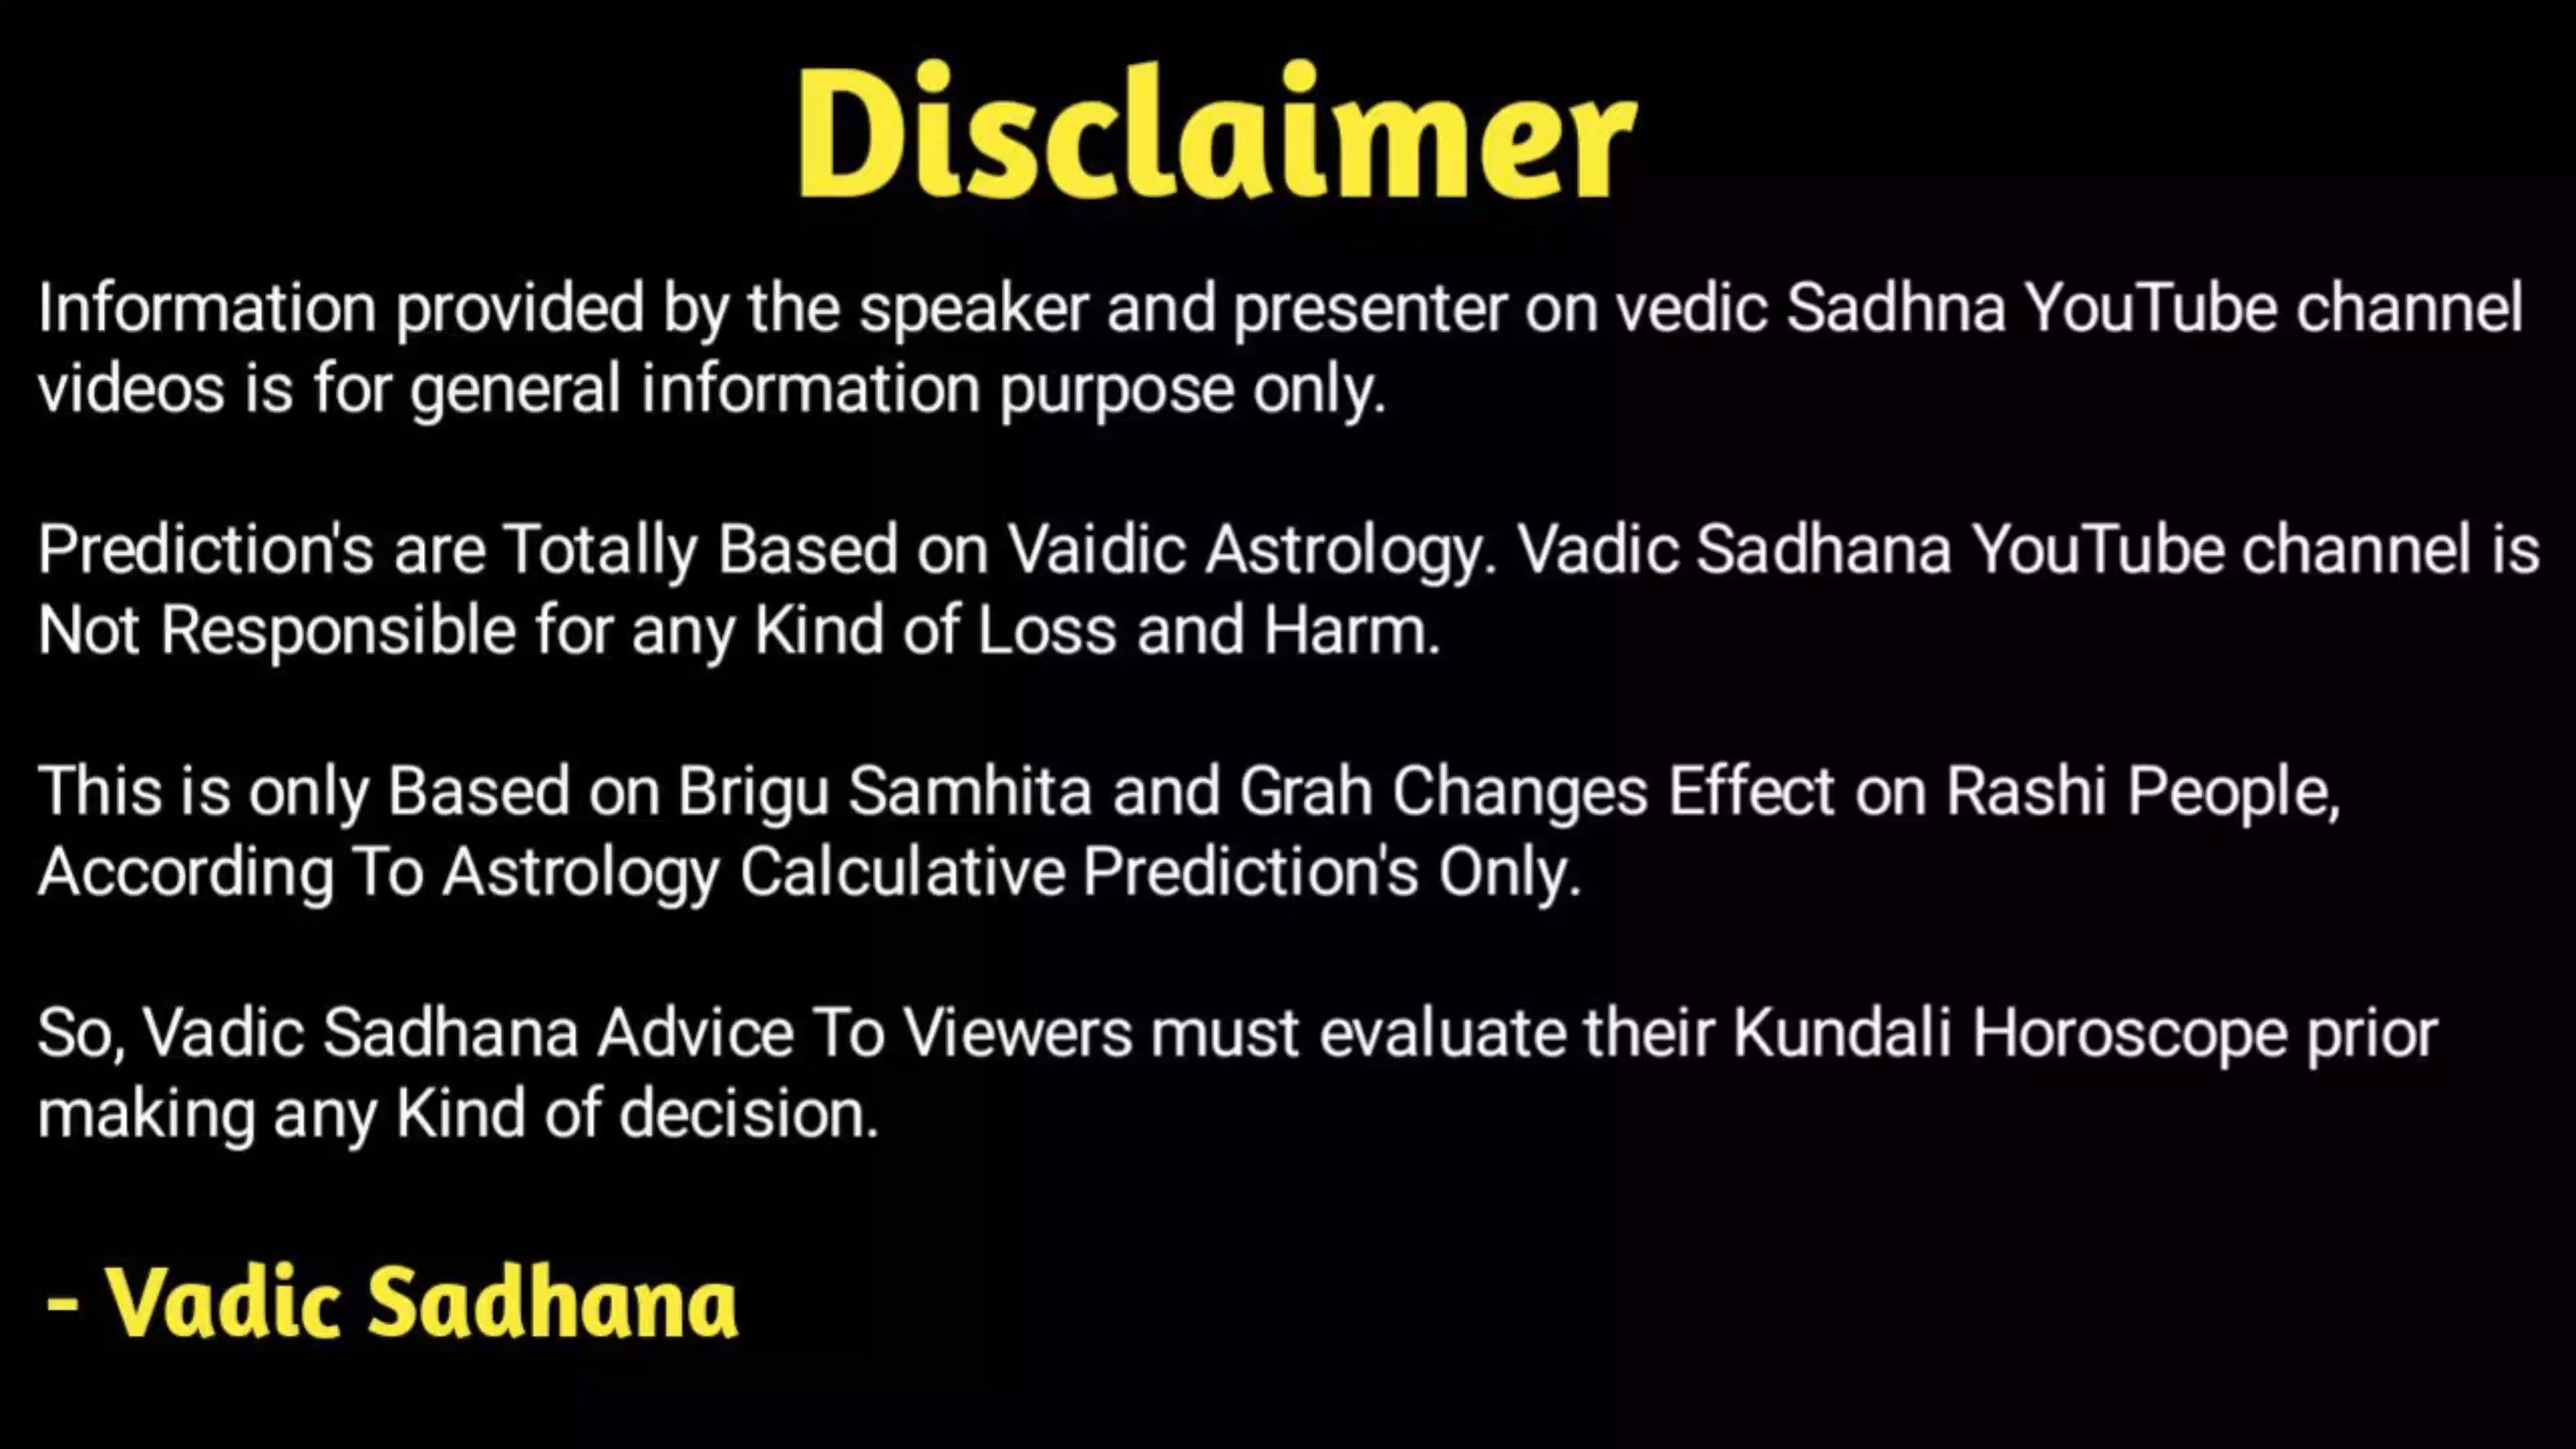 Disclaimer
Information provided by the speaker and presenter on vedic Sadhna YouTube channel
videos is for general information purpose only.
Prediction's are Totally Based on Vaidic Astrology. Vadic Sadhana YouTube channel is
Not Responsible for any Kind of Loss and Harm.
This is only Based on Brigu Samhita and Grah Changes Effect on Rashi People,
According To Astrology Calculative Prediction's Only.
So, Vadic Sadhana Advice To Viewers must evaluate their Kundali Horoscope prior
making any Kind of decision.
- Vadic Sadhana